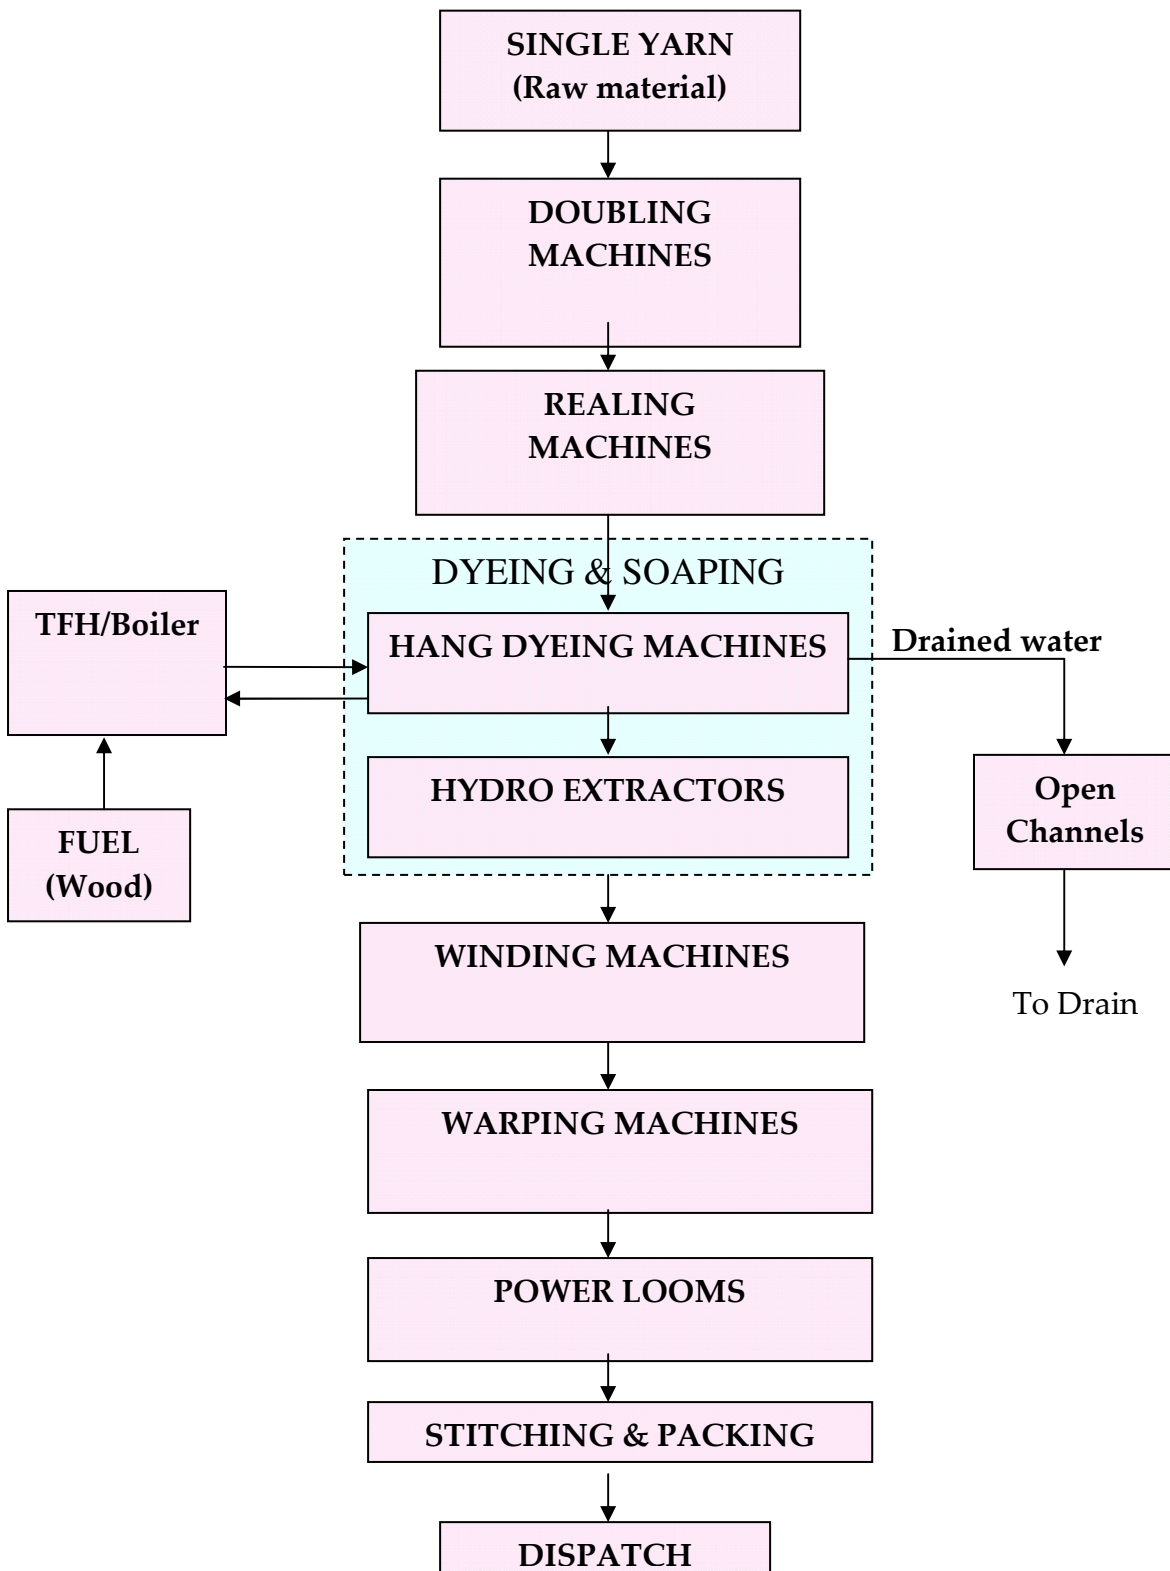 SINGLE YARN
(Raw material)
DOUBLING
MACHINES
REALING
MACHINES
DYEING & SOAPING
TFH/Boiler
HANG DYEING MACHINES
Drained water
HYDRO EXTRACTORS
Open
Channels
FUEL
(Wood)
WINDING MACHINES
To Drain
WARPING MACHINES
POWER LOOMS
STITCHING & PACKING
DISPATCH